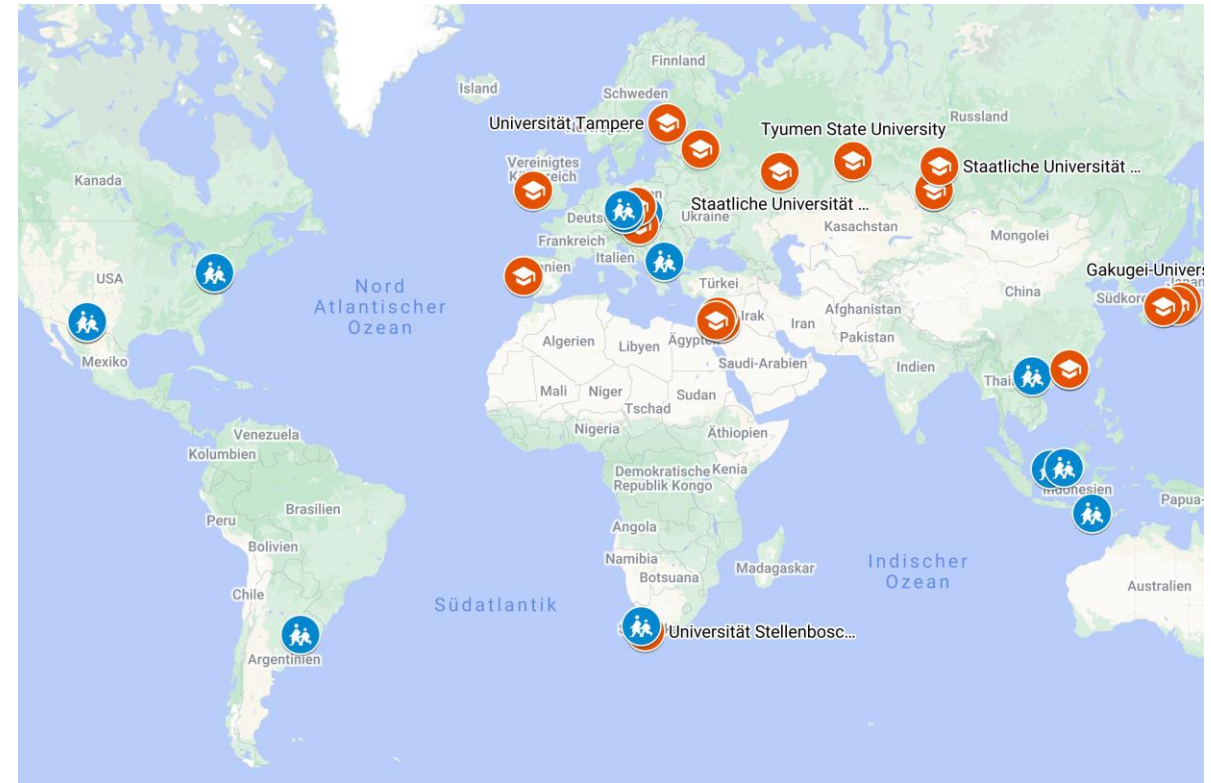 Finnland
Island
Schweden
Universität Tampere
Tyumen State University
Russland
Vereinigtes
Staatliche Universität ...
Kanada
Staatliche Universität ...
Ukraine
Kasachstan
Mongolei
Frankreich
Italien
USA
Türkei
Gakugei-Univers
China
Nord
Atlantischer
Ozean
Irak
Iran
Afghanistan
Pakistan
Algerien
Libyen
Mexiko
Saudi-Arabien
Indien
Mali
Niger
Tschad
Sudan
Nigeria
Äthiopien
Venezuela
Kolumbien
Demokratische
Republik Kongo
Kenia
Papua-
Brasilien
Peru
Angola
Bolivien
Namibia
Botsuana
Madagaskar
Indischer
Ozean
Australien
Chile
Südatlantik
Universität Stellenbosc...
Argentinien